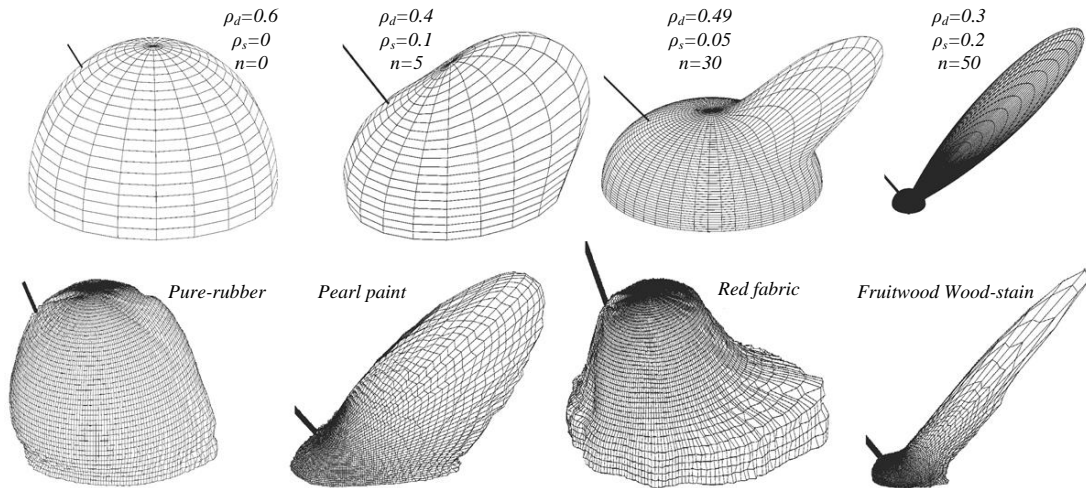 ρd=0.6
ρs=0
n=0
ρd=0.4
ρs=0.1
n=5
ρd=0.49
ρs=0.05
n=30
ρd=0.3
ρs=0.2
n=50
Pure-rubber
Pearl paint
Red fabric
Fruitwood Wood-stain